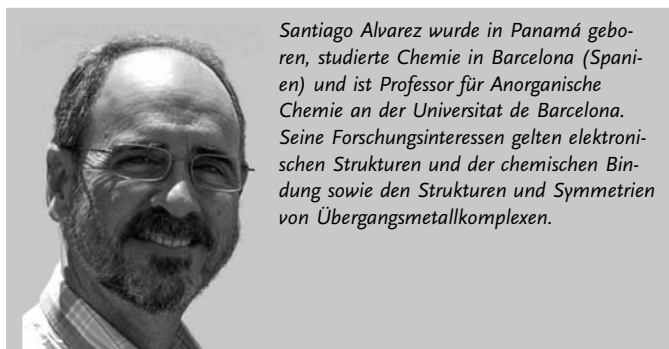 Santiago Alvarez wurde in Panamá gebo-
ren, studierte Chemie in Barcelona (Spani-
en) und ist Professor für Anorganische
Chemie an der Universitat de Barcelona.
Seine Forschungsinteressen gelten elektroni-
schen Strukturen und der chemischen Bin-
dung sowie den Strukturen und Symmetrien
von Übergangsmetallkomplexen.